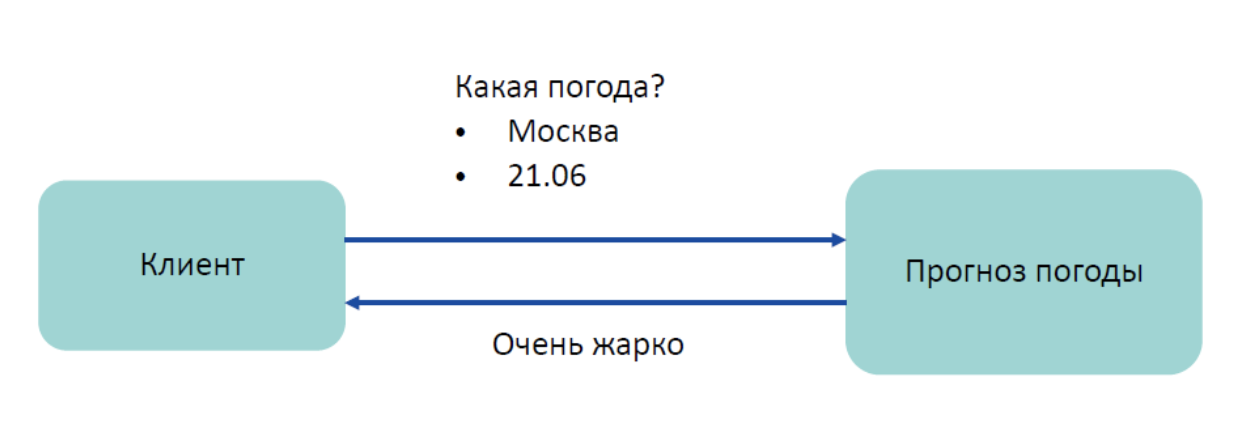 Какая погода?
• Москва
• 21.06
Клиент
Прогноз погоды
Очень жарко